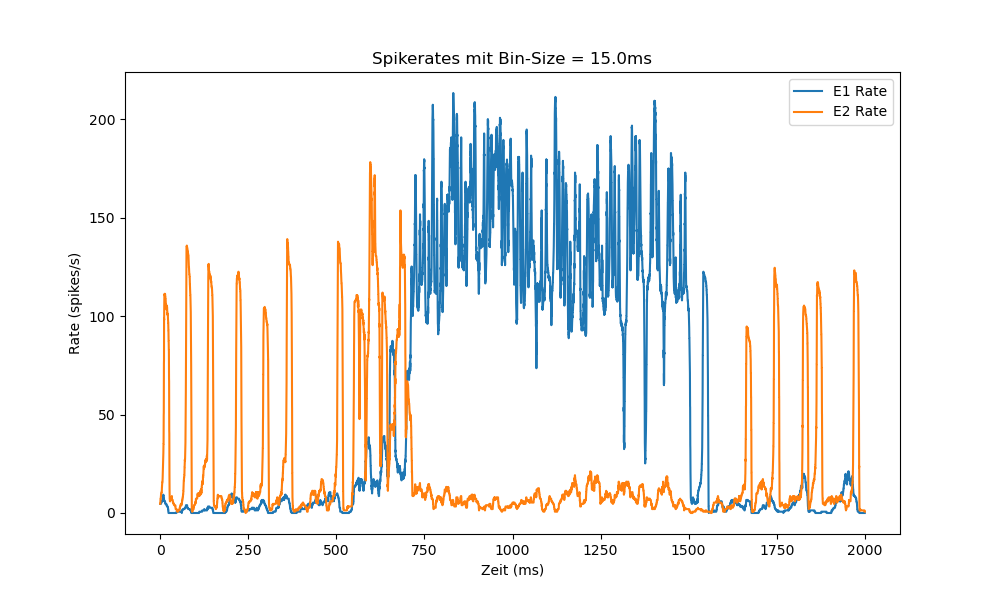 Spikerates mit Bin-Size = 15.0ms
E1 Rate
E2 Rate
Rate (spikes/s)
200
150
100
50
0
0 250 500 750 1000 1250 1500 1750 2000
Zeit (ms)